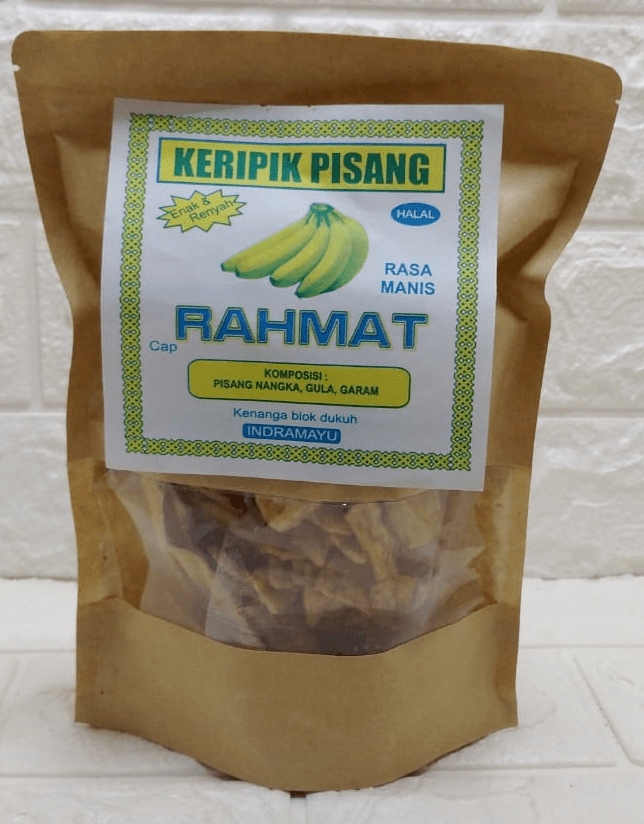 KERIPIK PISANG
Enak &
Renyah
HALAL
RASA
MANIS
Cap
RAHMAT
KOMPOSISI :
PISANG NANGKA, GULA, GARAM
Kenanga blok dukuh
INDRAMAYU